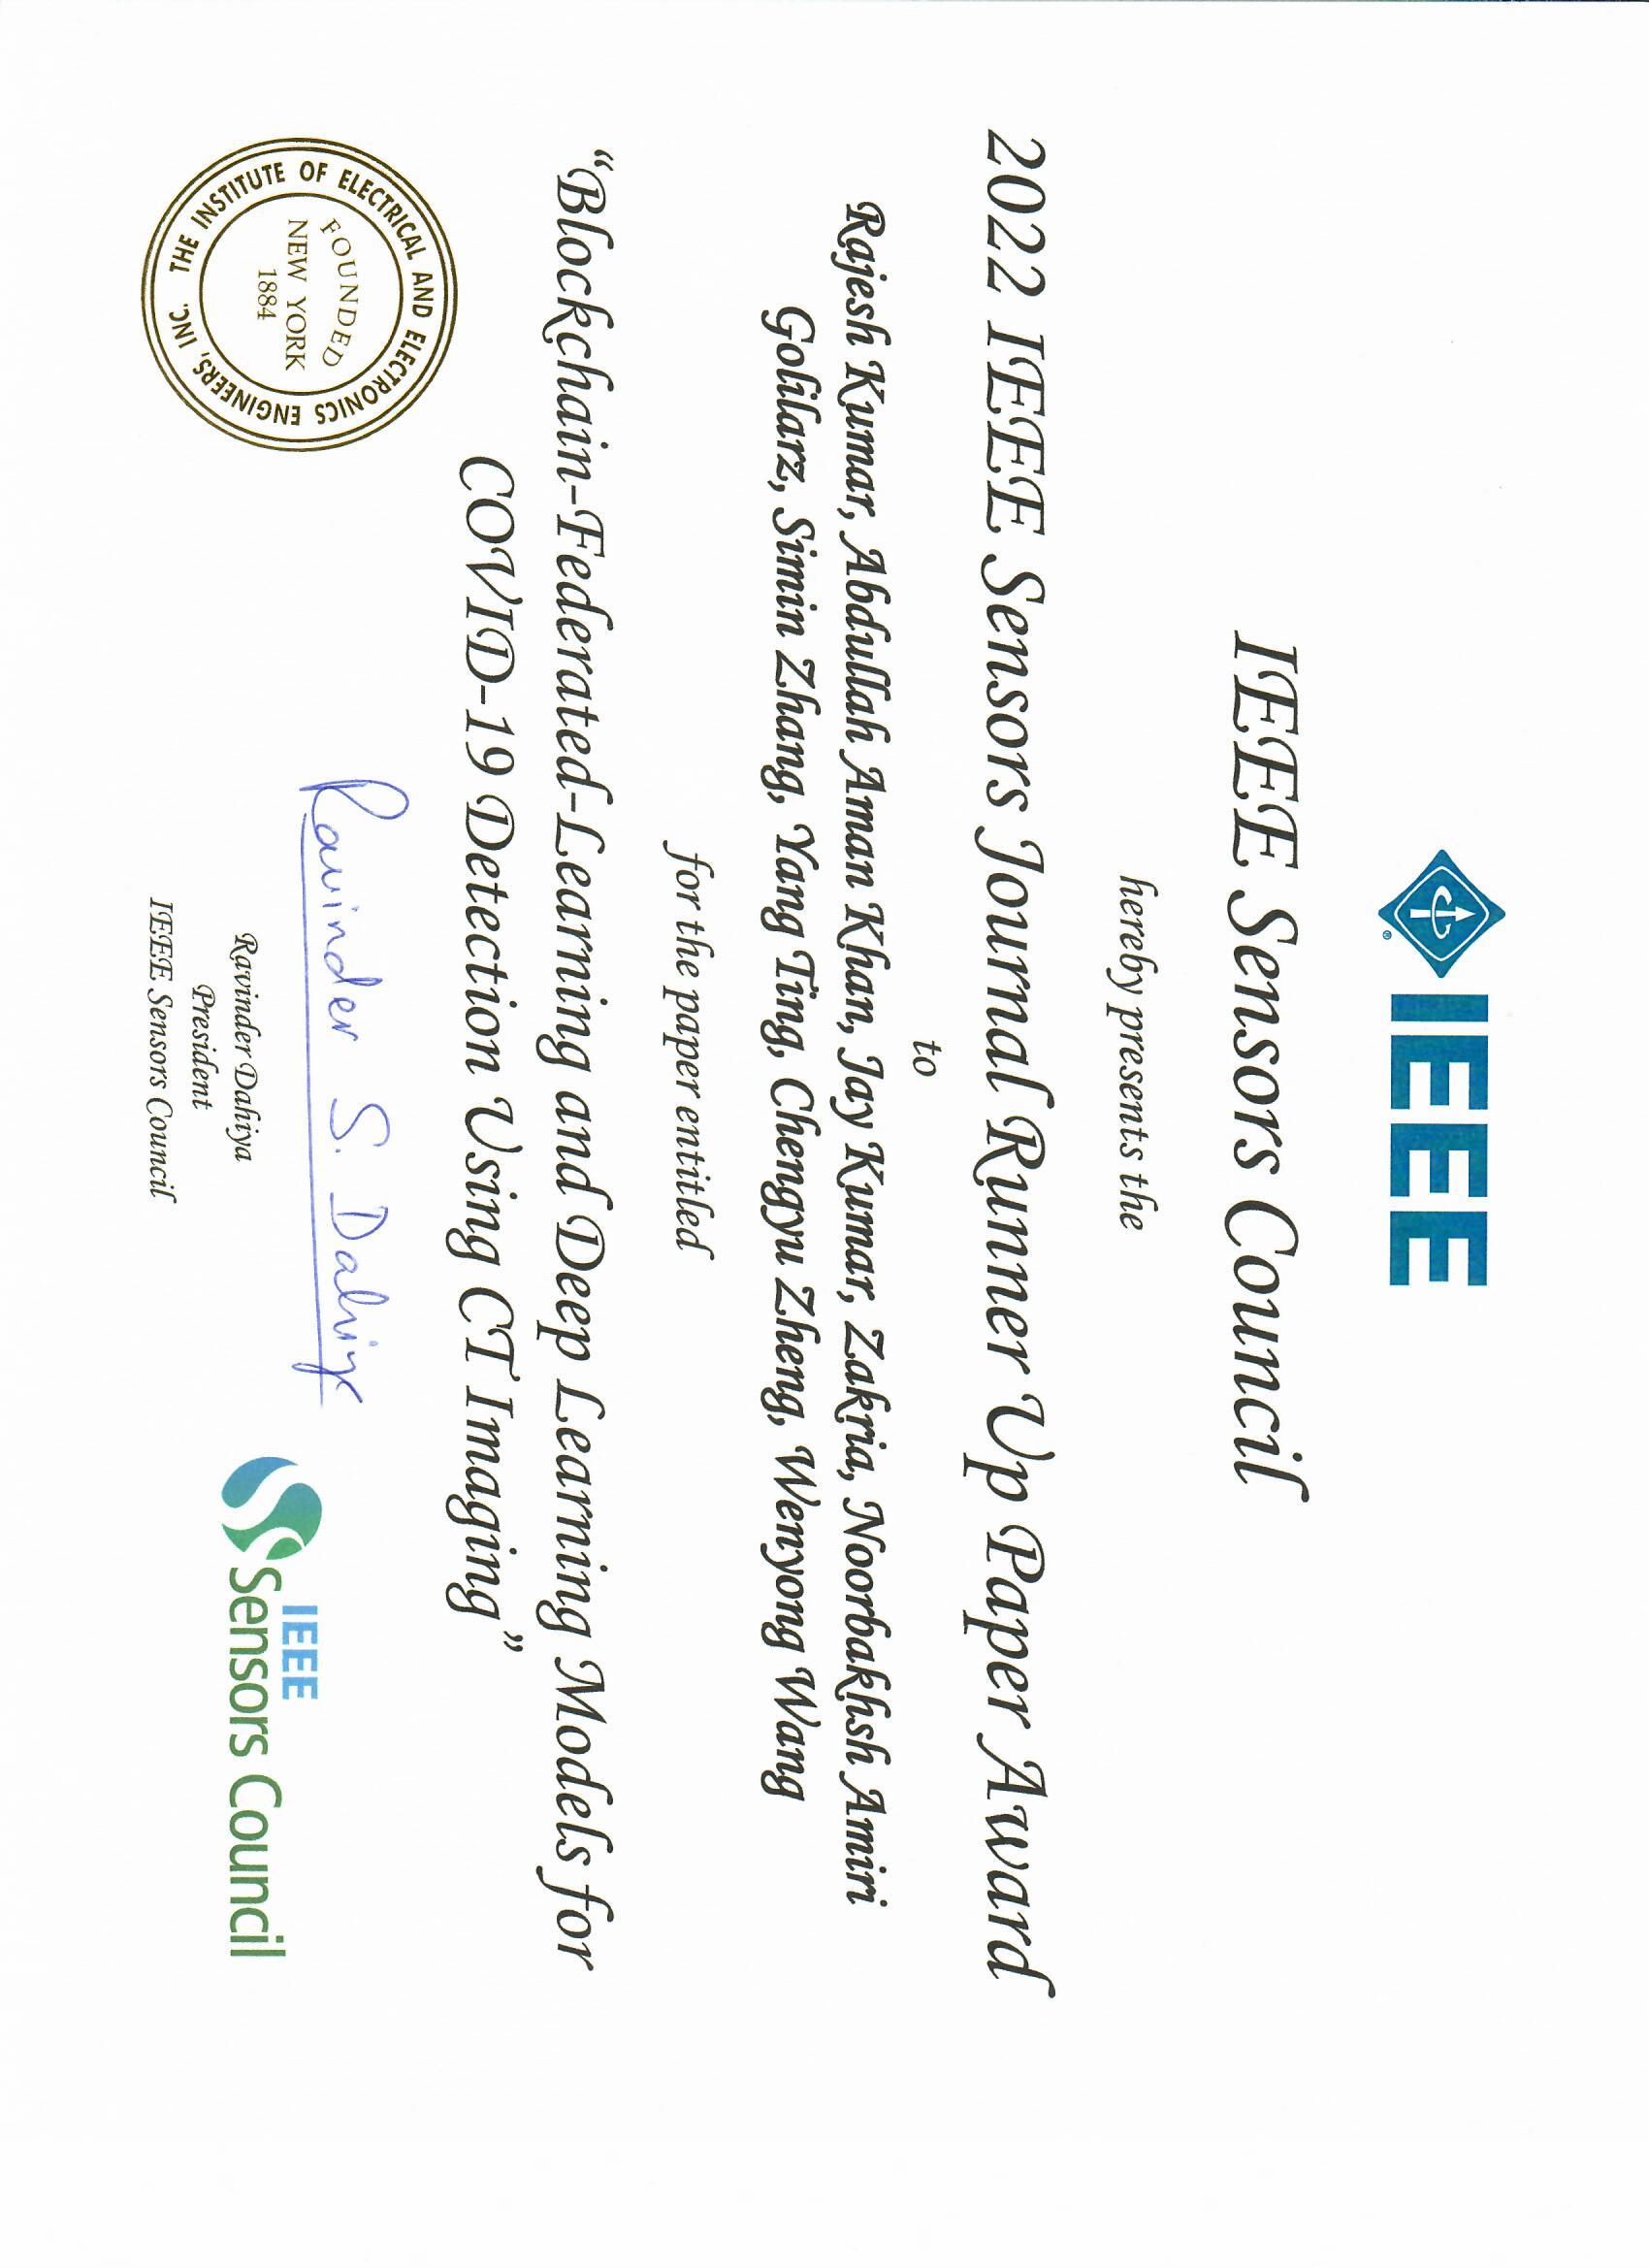 IEEE
IEEE Sensors Council
hereby presents the
2022 IEEE Sensors Journal Runner Up Paper Award
to
Rajesh Kumar, Abdullah Aman Khan, Jay Kumar, Zakria, Noorbakhsh Amiri
Golilarz, Simin Zhang, Yang Ting, Chengyu Zheng, Wenyong Wang
for the paper entitled
“Blockchain-Federated-Learning and Deep Learning Models for
COVID-19 Detection Using CT Imaging”
THE INSTITUTE OF ELECTRICAL AND ELECTRONICS ENGINEERS, INC.
FOUNDED
NEW YORK
1884
Ravinder S. Dahiya
Ravinder Dahiya
President
IEEE Sensors Council
IEEE
Sensors Council